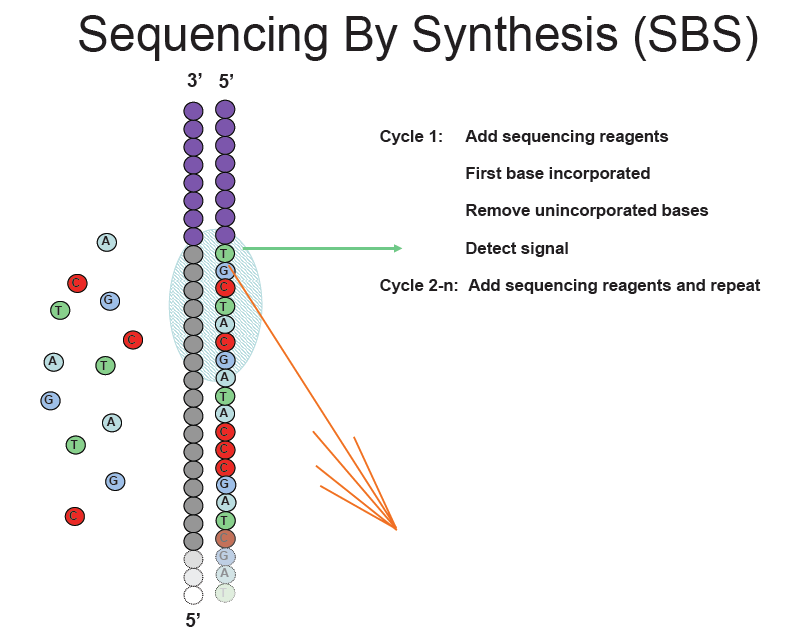 Sequencing By Synthesis (SBS)
3’ 5’
Cycle 1: Add sequencing reagents
First base incorporated
Remove unincorporated bases
Detect signal
Cycle 2-n: Add sequencing reagents and repeat
A
C
G
T
C
A
T
G
A
T
G
C
T
G
C
T
A
C
G
A
T
A
C
C
C
G
A
T
C
G
A
T
5’